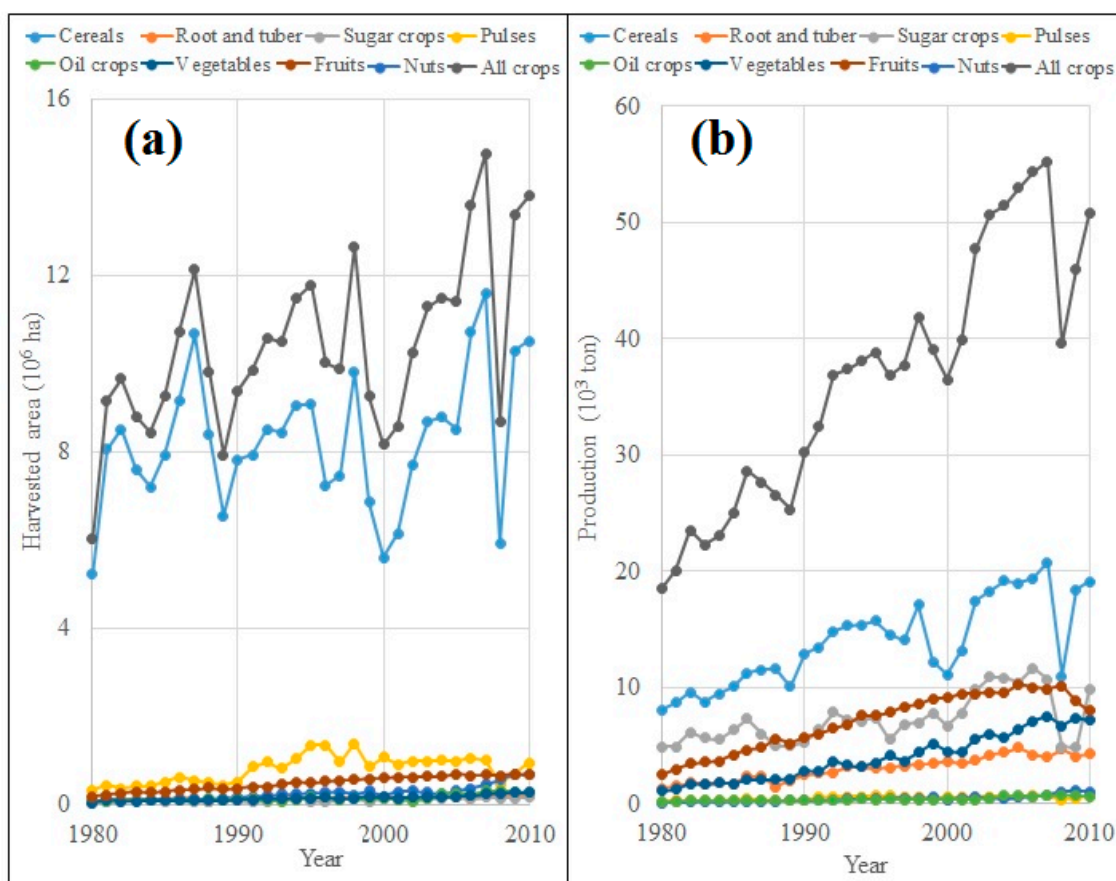 Cereals Root and tuber Sugar crops Pulses
Oil crops Vegetables Fruits Nuts All crops
16
12
8
4
0
1980 1990 2000 2010
Year
Harvested area (10⁶ ha)
(a)
Cereals Root and tuber Sugar crops Pulses
Oil crops Vegetables Fruits Nuts All crops
60
50
40
30
20
10
0
1980 1990 2000 2010
Year
Production (10³ ton)
(b)